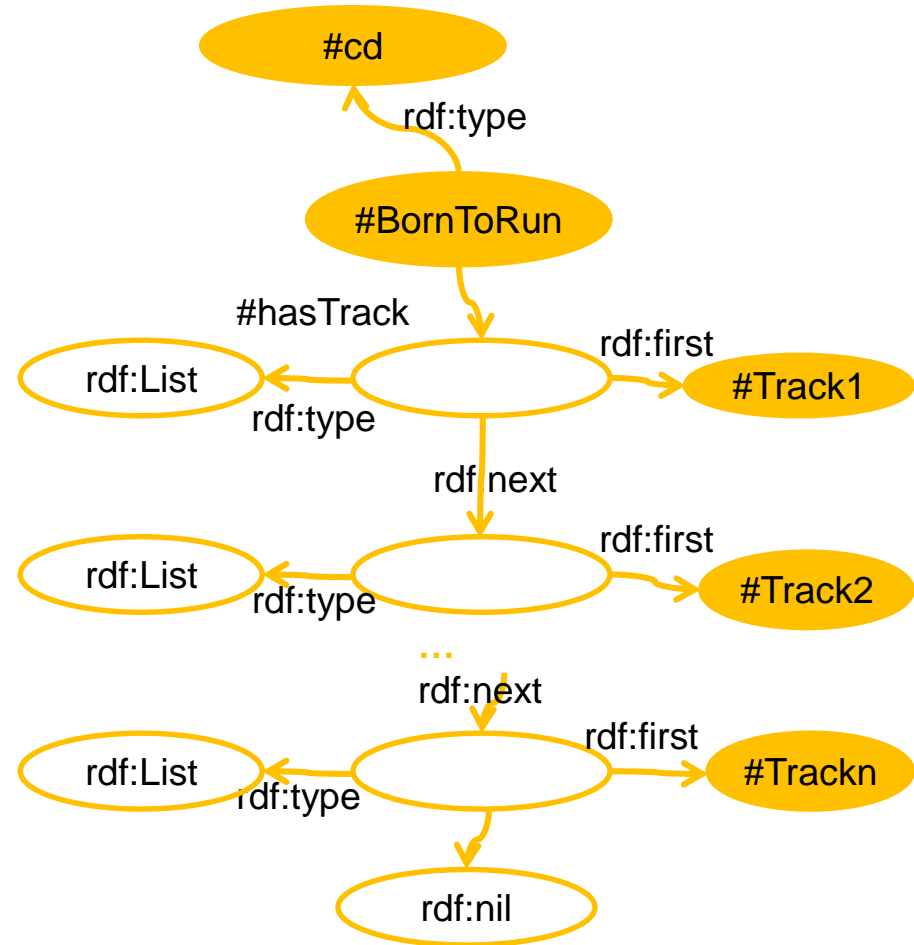 #cd
rdf:type
#BornToRun
#hasTrack
rdf:first
rdf:List
#Track1
rdf:type
rdf:next
rdf:first
rdf:List
#Track2
rdf:type
...
rdf:next
rdf:first
rdf:List
#Trackn
rdf:type
rdf:nil